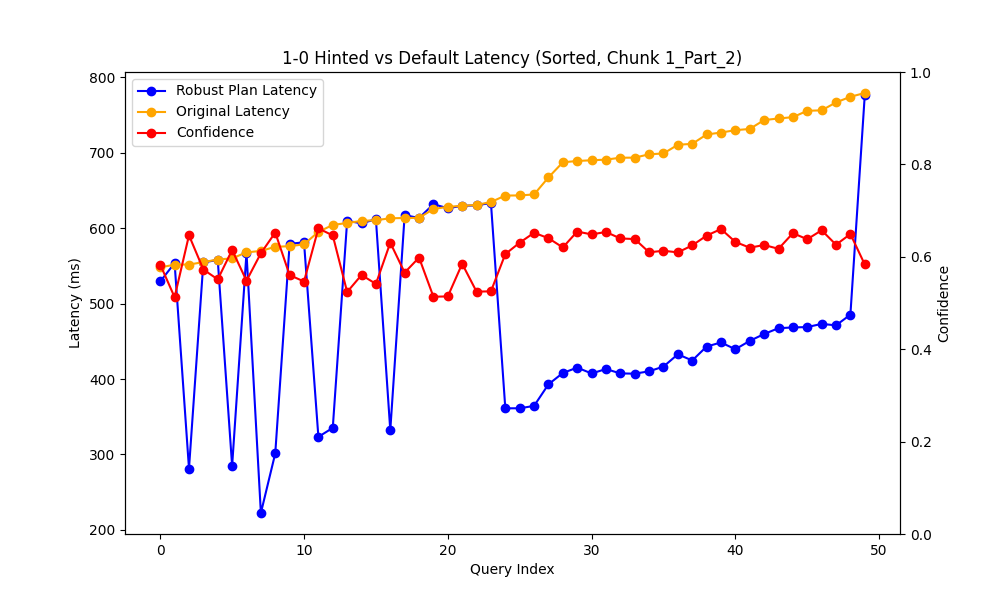 1-0 Hinted vs Default Latency (Sorted, Chunk 1_Part_2)
Robust Plan Latency
Original Latency
Confidence
800
700
600
500
400
300
200
Latency (ms)
1.0
0.8
0.6
0.4
0.2
0.0
Confidence
0 10 20 30 40 50
Query Index